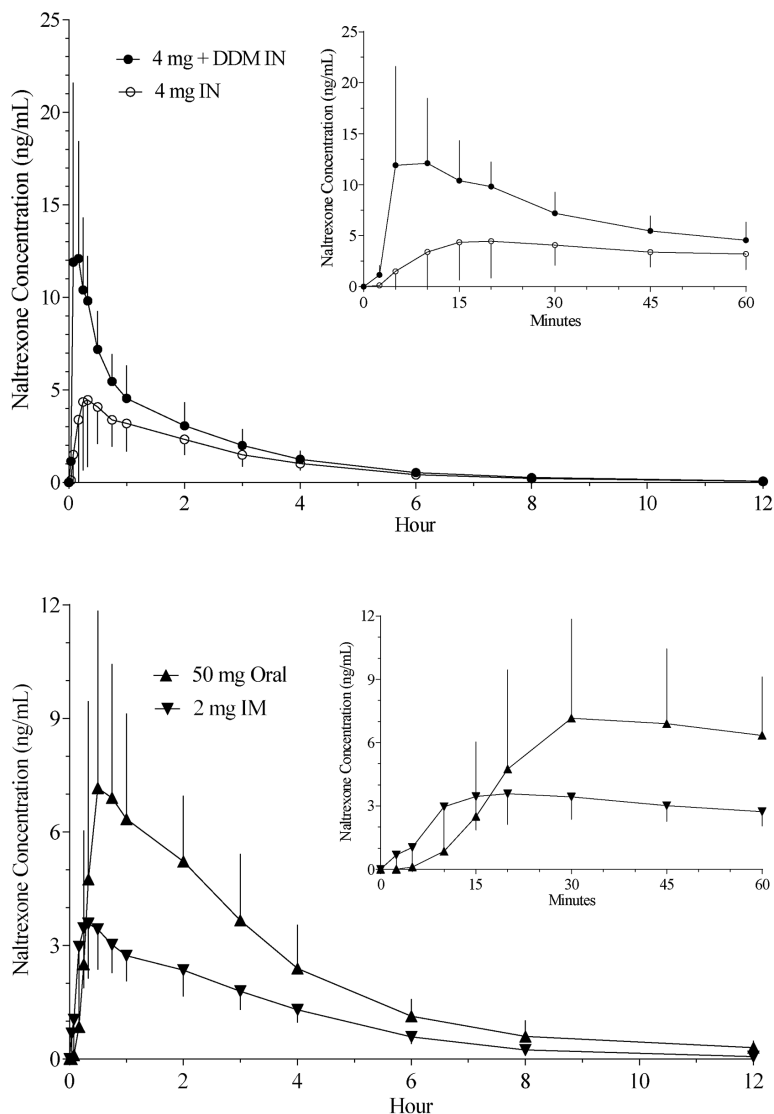 25
20
15
10
5
0
Naltrexone Concentration (ng/mL)
4 mg + DDM IN
4 mg IN
0 2 4 6 8 10 12
Hour
25
20
15
10
5
0
Naltrexone Concentration (ng/mL)
0 15 30 45 60
Minutes
12
9
6
3
0
Naltrexone Concentration (ng/mL)
50 mg Oral
2 mg IM
0 2 4 6 8 10 12
Hour
12
9
6
3
0
Naltrexone Concentration (ng/mL)
0 15 30 45 60
Minutes